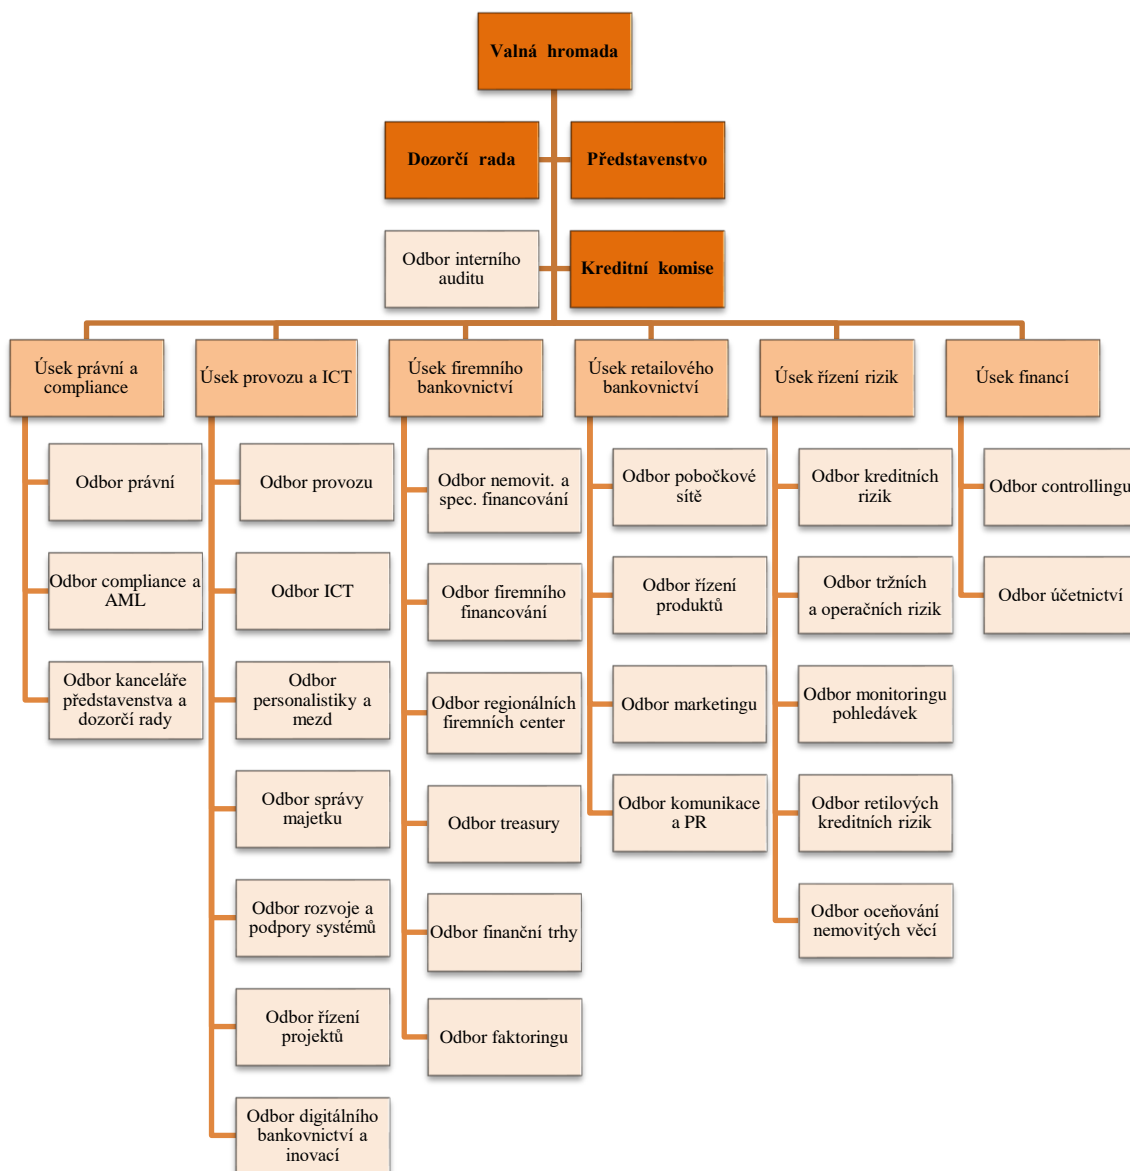 Valná hromada
Dozorčí rada
Představenstvo
Odbor interního
auditu
Kreditní komise
Úsek právní a
compliance
Úsek provozu a ICT
Úsek firemního
bankovnictví
Úsek retailového
bankovnictví
Úsek řízení rizik
Úsek financí
Odbor právní
Odbor compliance a
AML
Odbor kanceláře
představenstva a
dozorčí rady
Odbor provozu
Odbor ICT
Odbor
personalistiky a
mezd
Odbor správy
majetku
Odbor rozvoje a
podpory systémů
Odbor řízení
projektů
Odbor digitálního
bankovnictví a
inovací
Odbor nemovit. a
spec. financování
Odbor firemního
financování
Odbor regionálních
firemních center
Odbor treasury
Odbor finanční trhy
Odbor faktoringu
Odbor pobočkové
sítě
Odbor řízení
produktů
Odbor marketingu
Odbor komunikace
a PR
Odbor kreditních
rizik
Odbor tržních
a operačních rizik
Odbor monitoringu
pohledávek
Odbor retilových
kreditních rizik
Odbor oceňování
nemovitých věcí
Odbor controllingu
Odbor účetnictví